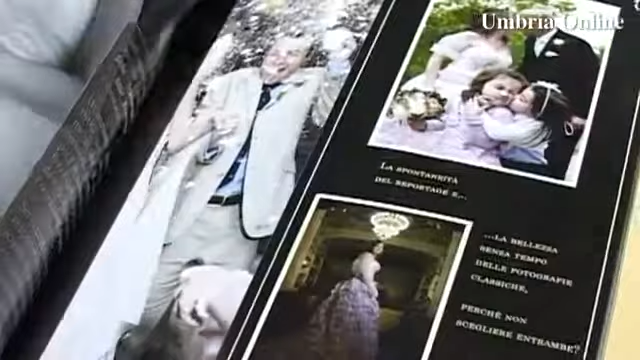 Umbria Online
La spontaneità
del reportage e...
...la bellezza
senza tempo
delle fotografie
classiche,
perché non
scegliere entrambe?